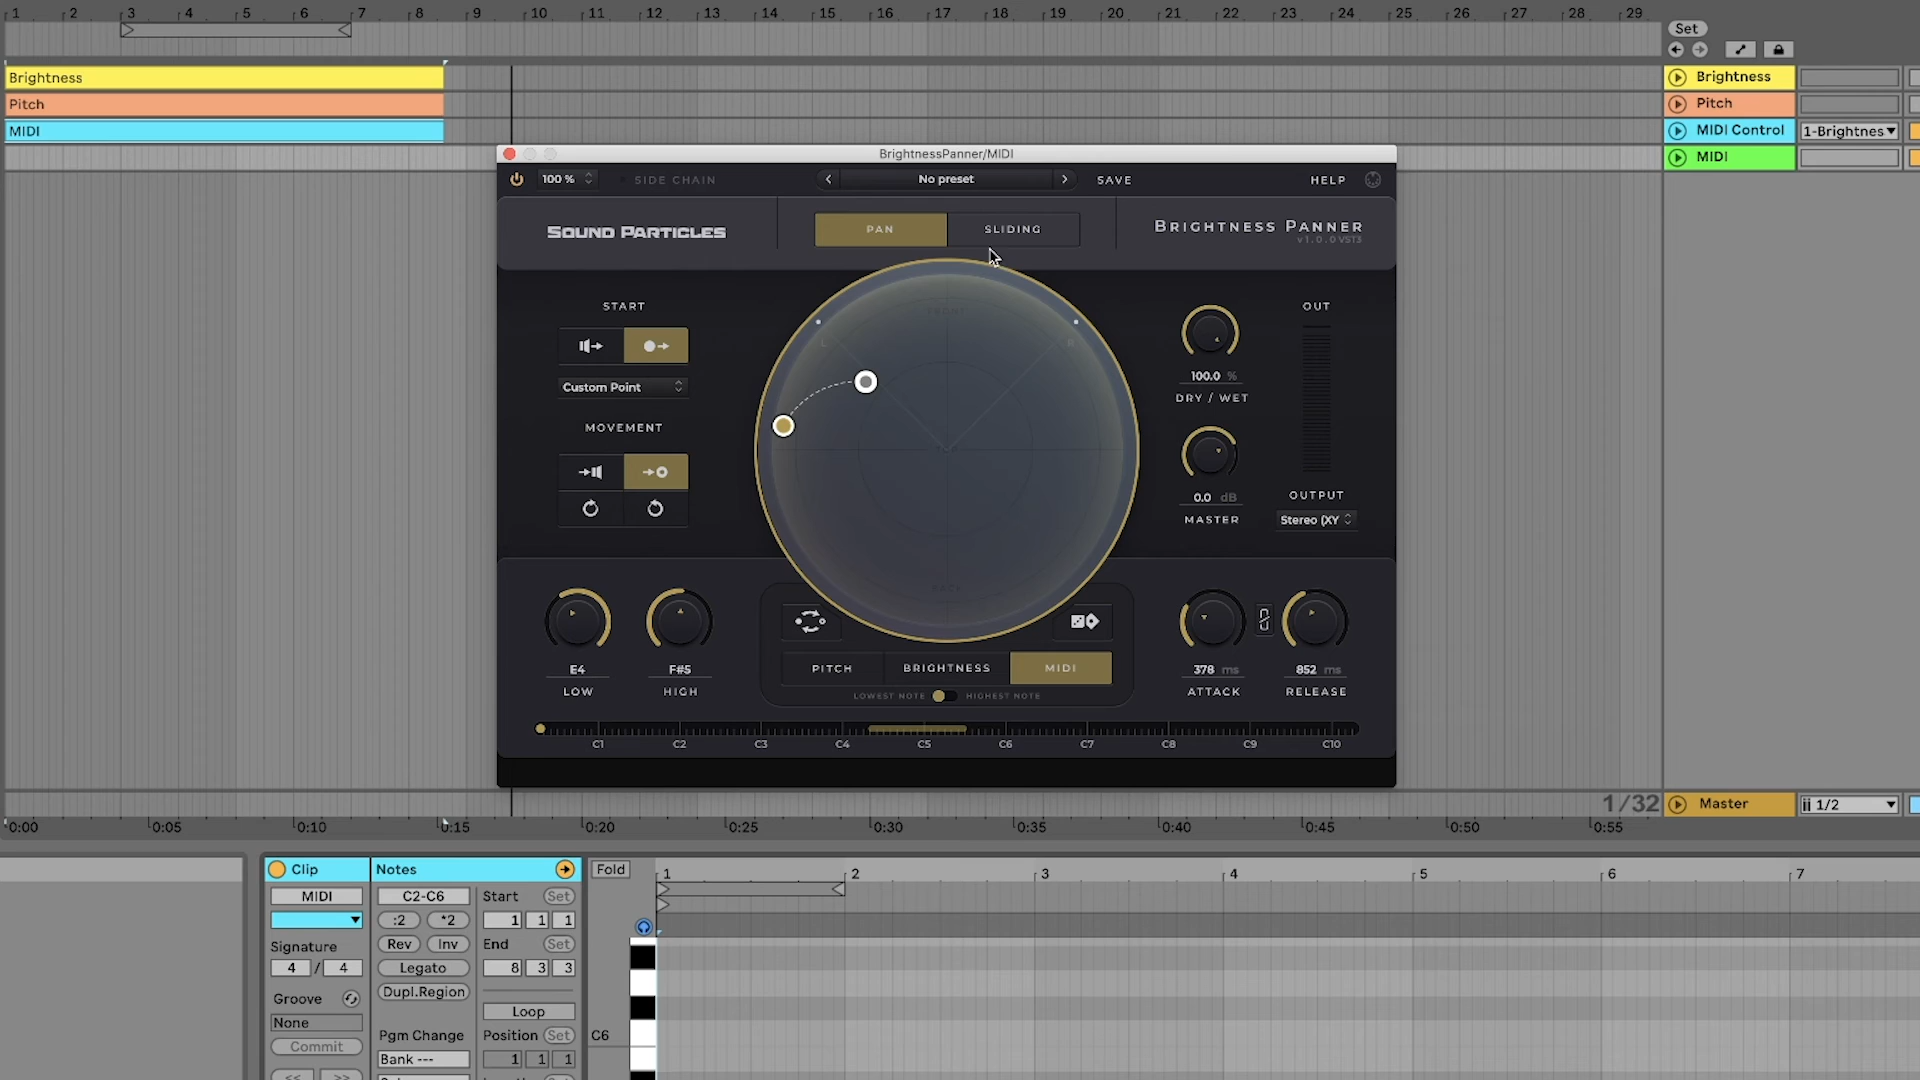 1 2 3 4 5 6 7 8 9 10 11 12 13 14 15 16 17 18 19 20 21 22 23 24 25 26 27 28 29
Set
Brightness
Brightness
Pitch
Pitch
MIDI
MIDI Control
1-Brightnes
MIDI
BrightnessPanner/MIDI
100 %
SIDE CHAIN
No preset
SAVE
HELP
SOUND PARTICLES
PAN
SLIDING
BRIGHTNESS PANNER
v1.0.0 VST3
START
Custom Point
MOVEMENT
FRONT
L
R
BACK
100.0 %
DRY / WET
0.0 dB
MASTER
OUT
OUTPUT
Stereo (XY
E4
LOW
F#5
HIGH
PITCH
BRIGHTNESS
MIDI
LOWEST NOTE
HIGHEST NOTE
378 ms
ATTACK
852 ms
RELEASE
C1 C2 C3 C4 C5 C6 C7 C8 C9 C10
1/32
Master
1/2
0:00 0:05 0:10 0:15 0:20 0:25 0:30 0:35 0:40 0:45 0:50 0:55
Clip
Notes
Fold
1 2 3 4 5 6 7
MIDI
C2-C6
Start
Set
:2
*2
1 1 1
Signature
Rev
Inv
End
Set
4 / 4
Legato
8 3 3
Groove
Dupl.Region
None
Loop
Commit
Pgm Change
Position
Set
C6
Bank ---
1 1 1
<<
>>